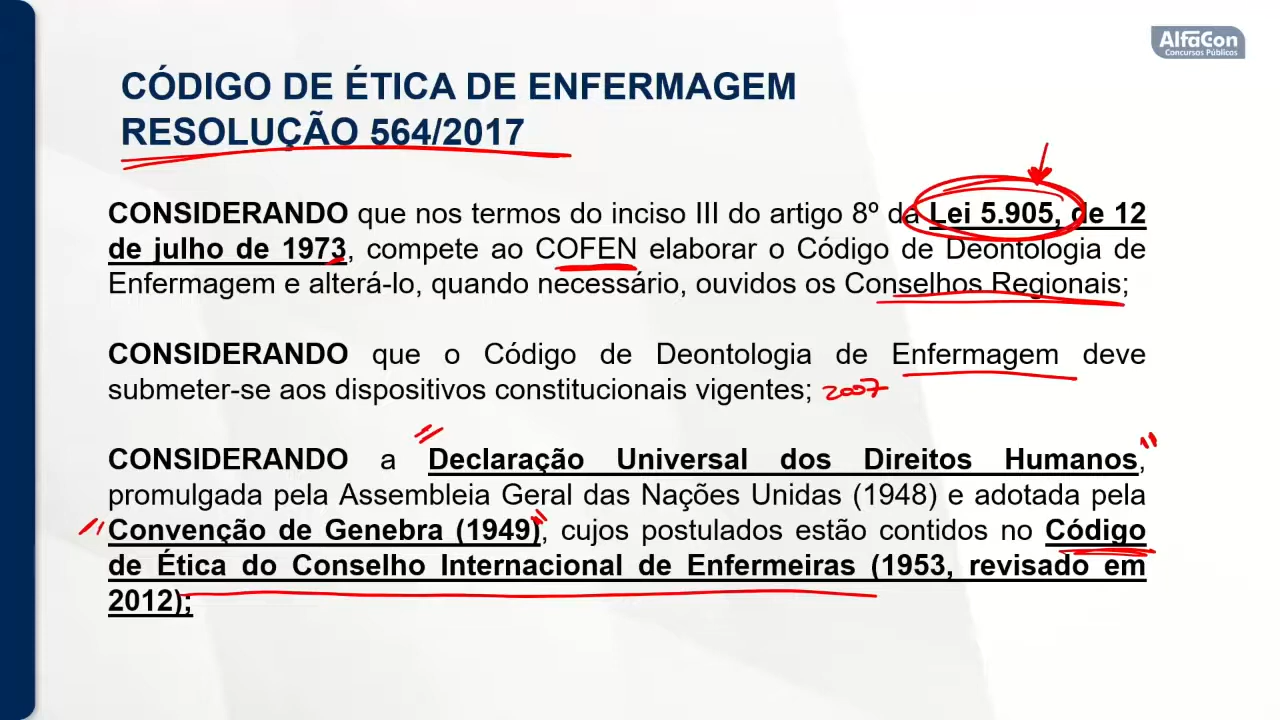 AlfaCon
Concursos Públicos
CÓDIGO DE ÉTICA DE ENFERMAGEM
RESOLUÇÃO 564/2017
CONSIDERANDO que nos termos do inciso III do artigo 8º da Lei 5.905, de 12
de julho de 1973, compete ao COFEN elaborar o Código de Deontologia de
Enfermagem e alterá-lo, quando necessário, ouvidos os Conselhos Regionais;
CONSIDERANDO que o Código de Deontologia de Enfermagem deve
submeter-se aos dispositivos constitucionais vigentes; 2007
CONSIDERANDO a "Declaração Universal dos Direitos Humanos,"
promulgada pela Assembleia Geral das Nações Unidas (1948) e adotada pela
"Convenção de Genebra (1949)", cujos postulados estão contidos no Código
de Ética do Conselho Internacional de Enfermeiras (1953, revisado em
2012);